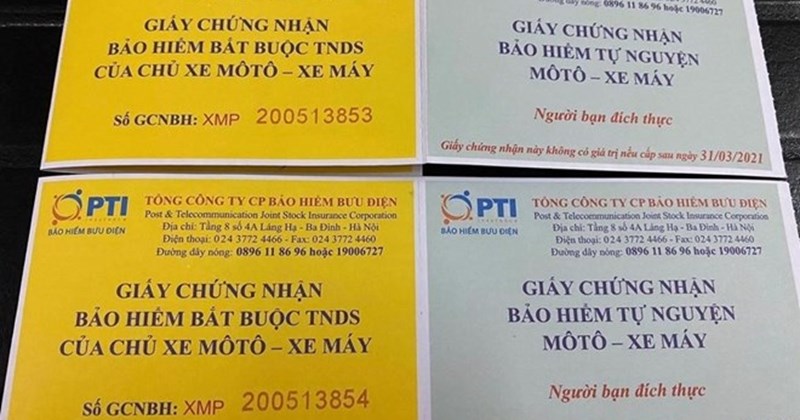 GIẤY CHỨNG NHẬN
BẢO HIỂM BẮT BUỘC TNDS
CỦA CHỦ XE MÔTÔ – XE MÁY
Số GCNBH: XMP 200513853
Đường dây nóng: 0896 11 86 96 hoặc 19006727
GIẤY CHỨNG NHẬN
BẢO HIỂM TỰ NGUYỆN
MÔTÔ – XE MÁY
Người bạn đích thực
Giấy chứng nhận này không có giá trị nếu cấp sau ngày 31/03/2021
PTI
BẢO HIỂM BƯU ĐIỆN
TỔNG CÔNG TY CP BẢO HIỂM BƯU ĐIỆN
Post & Telecommunication Joint Stock Insurance Corporation
Địa chỉ: Tầng 8 số 4A Láng Hạ - Ba Đình - Hà Nội
Điện thoại: 024 3772 4466 - Fax: 024 3772 4460
Đường dây nóng: 0896 11 86 96 hoặc 19006727
GIẤY CHỨNG NHẬN
BẢO HIỂM BẮT BUỘC TNDS
CỦA CHỦ XE MÔTÔ – XE MÁY
Số GCNBH: XMP 200513854
PTI
BẢO HIỂM BƯU ĐIỆN
TỔNG CÔNG TY CP BẢO HIỂM BƯU ĐIỆN
Post & Telecommunication Joint Stock Insurance Corporation
Địa chỉ: Tầng 8 số 4A Láng Hạ - Ba Đình - Hà Nội
Điện thoại: 024 3772 4466 - Fax: 024 3772 4460
Đường dây nóng: 0896 11 86 96 hoặc 19006727
GIẤY CHỨNG NHẬN
BẢO HIỂM TỰ NGUYỆN
MÔTÔ – XE MÁY
Người bạn đích thực